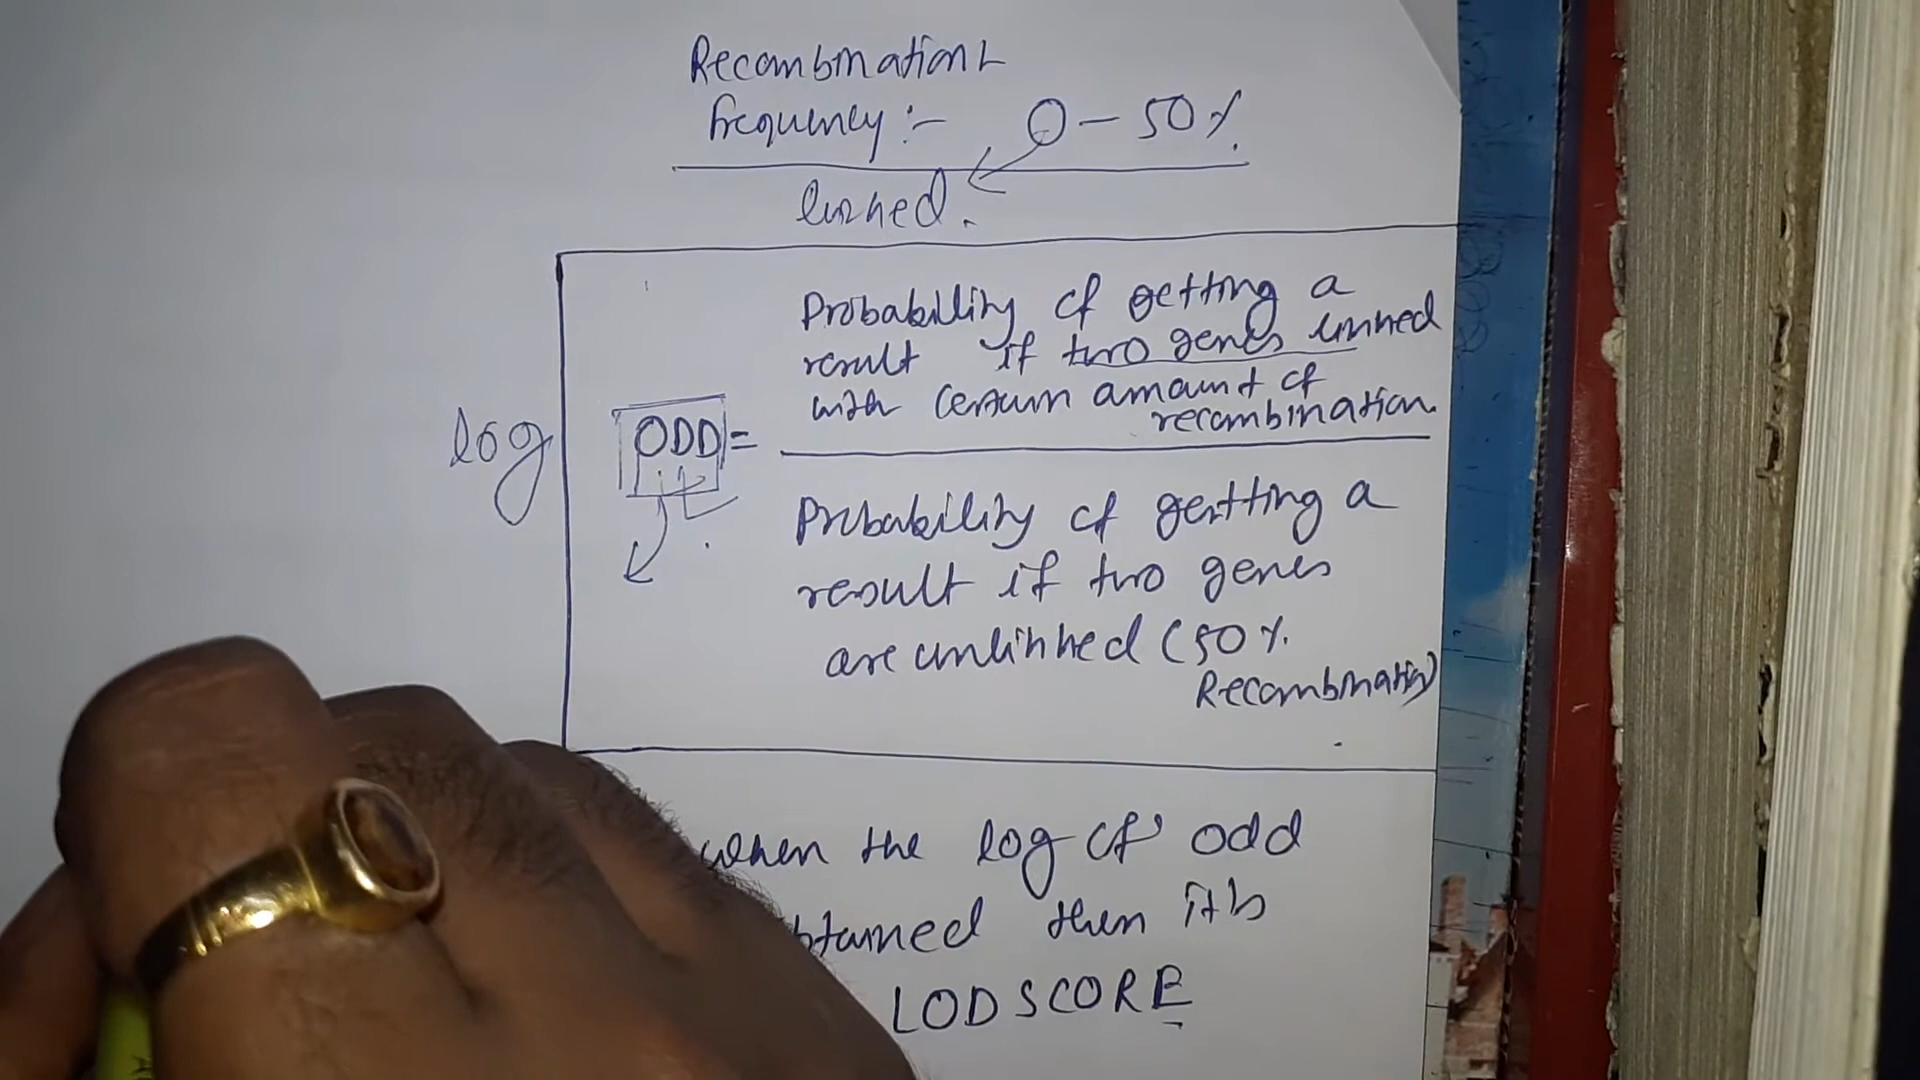 Recombination
frequency :- 0 - 50 %.
linked.
Probability of getting a
result if two genes linked
with certain amount of
recombination.
log ODD =
Probability of getting a
result if two genes
are unlinked (50 %.
Recombination)
when the log of odd
btained then it is
LOD SCORE